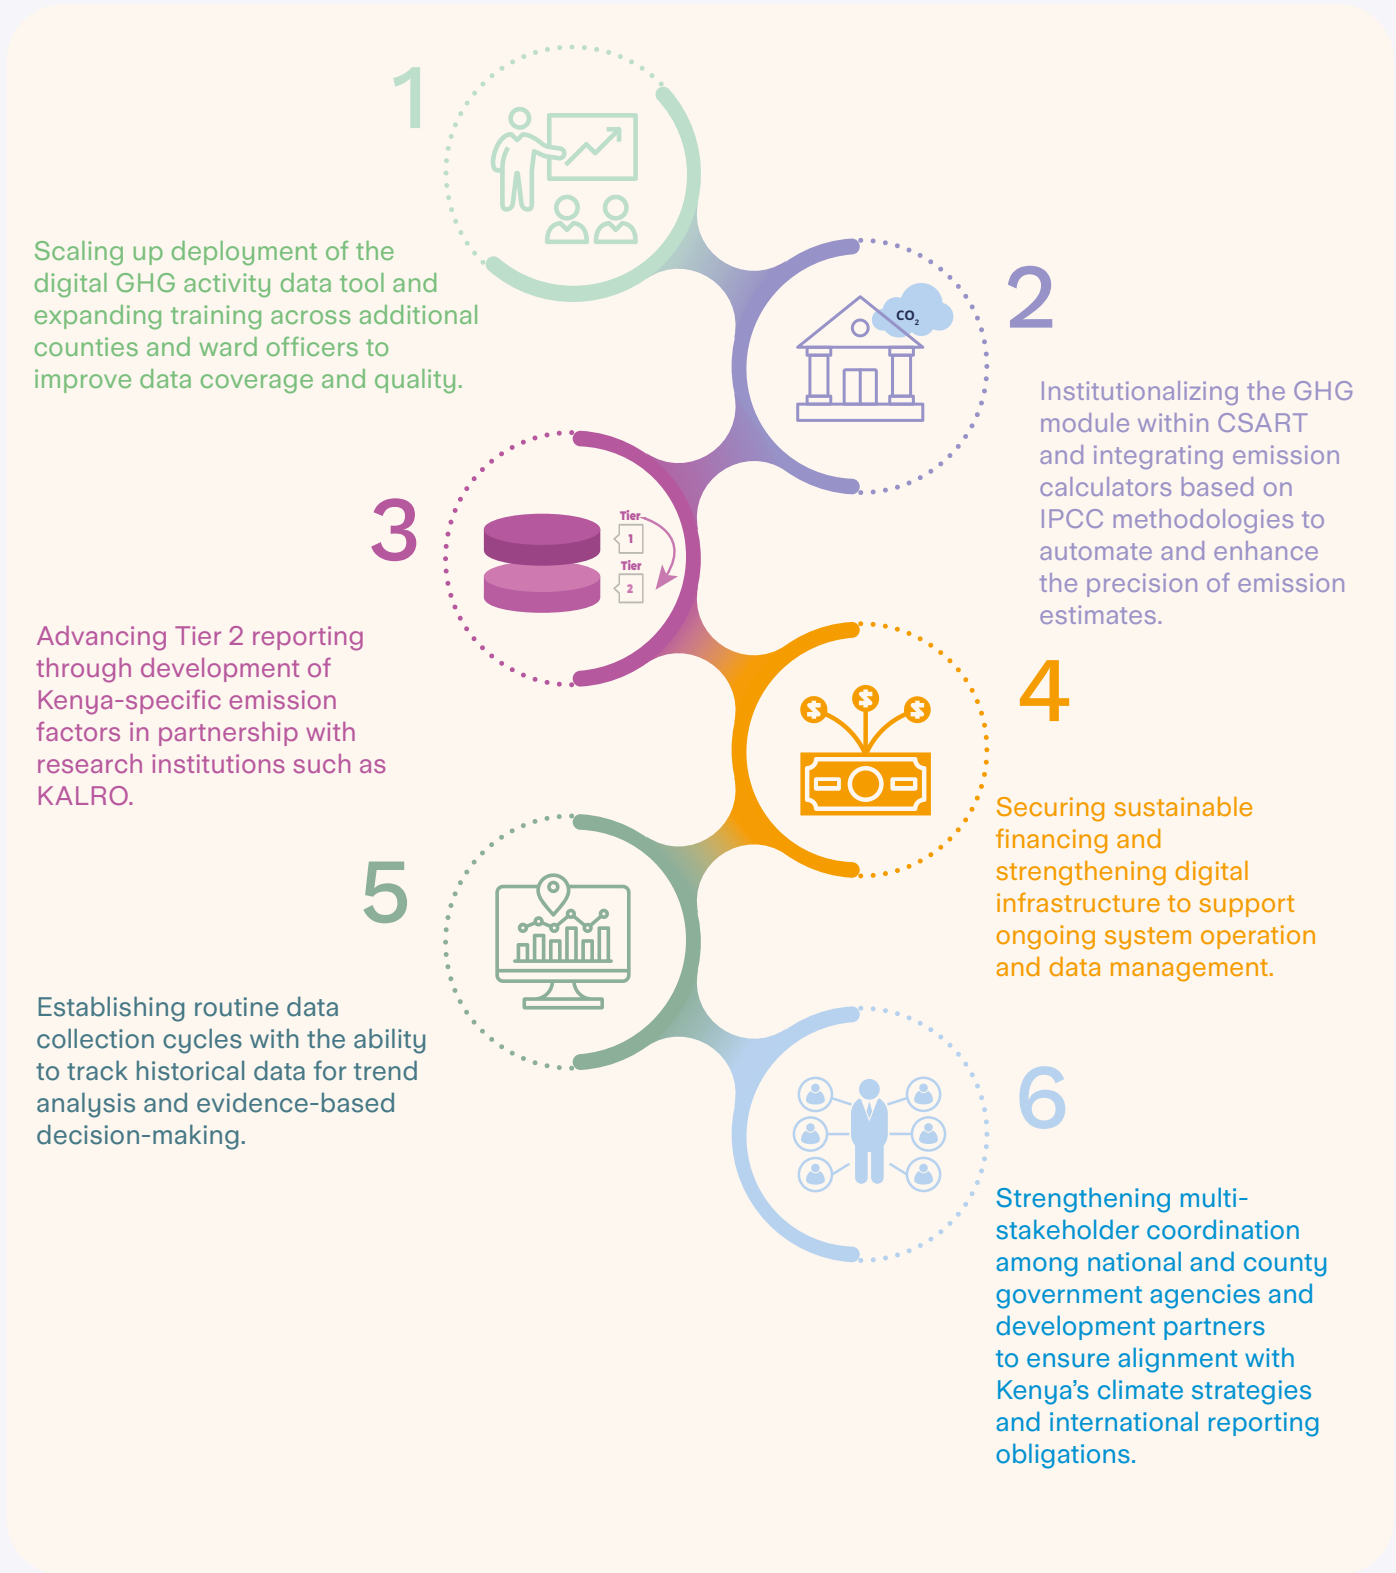 1
Scaling up deployment of the
digital GHG activity data tool and
expanding training across additional
counties and ward officers to
improve data coverage and quality.
2
CO2
Institutionalizing the GHG
module within CSART
and integrating emission
calculators based on
IPCC methodologies to
automate and enhance
the precision of emission
estimates.
3
Tier
1
Tier
2
Advancing Tier 2 reporting
through development of
Kenya-specific emission
factors in partnership with
research institutions such as
KALRO.
4
$ $ $
Securing sustainable
financing and
strengthening digital
infrastructure to support
ongoing system operation
and data management.
5
Establishing routine data
collection cycles with the ability
to track historical data for trend
analysis and evidence-based
decision-making.
6
Strengthening multi-
stakeholder coordination
among national and county
government agencies and
development partners
to ensure alignment with
Kenya’s climate strategies
and international reporting
obligations.